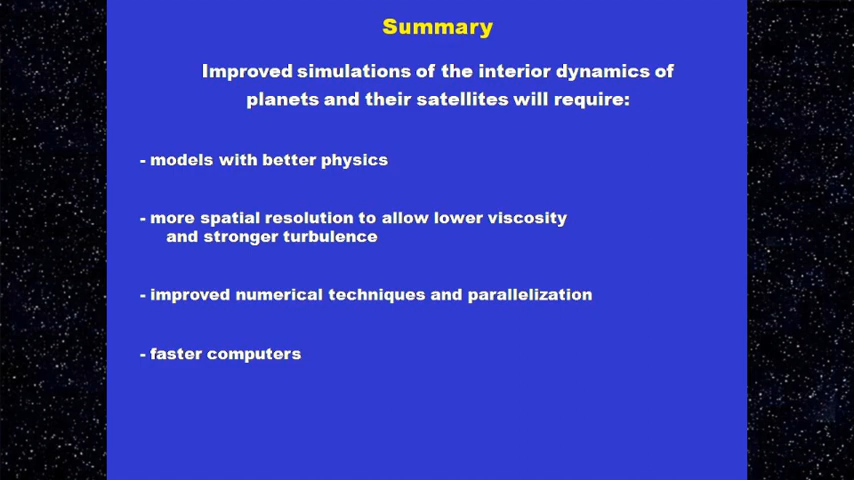 Summary
Improved simulations of the interior dynamics of
planets and their satellites will require:
- models with better physics
- more spatial resolution to allow lower viscosity
and stronger turbulence
- improved numerical techniques and parallelization
- faster computers